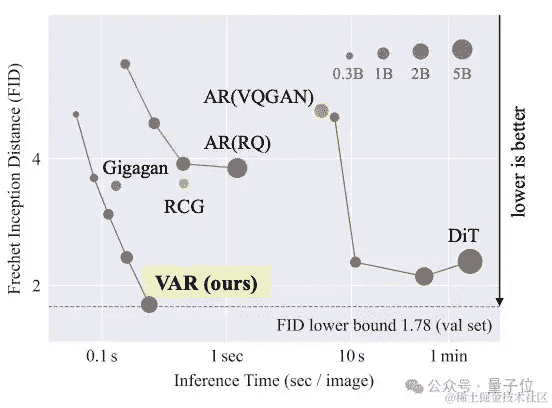 Frechet Inception Distance (FID)
4
2
0.3B 1B 2B 5B
AR(VQGAN)
AR(RQ)
Gigagan
RCG
DiT
VAR (ours)
lower is better
FID lower bound 1.78 (val set)
0.1 s 1 sec 10 s 1 min
Inference Time (sec / image)
公众号·量子位
@稀土掘金技术社区